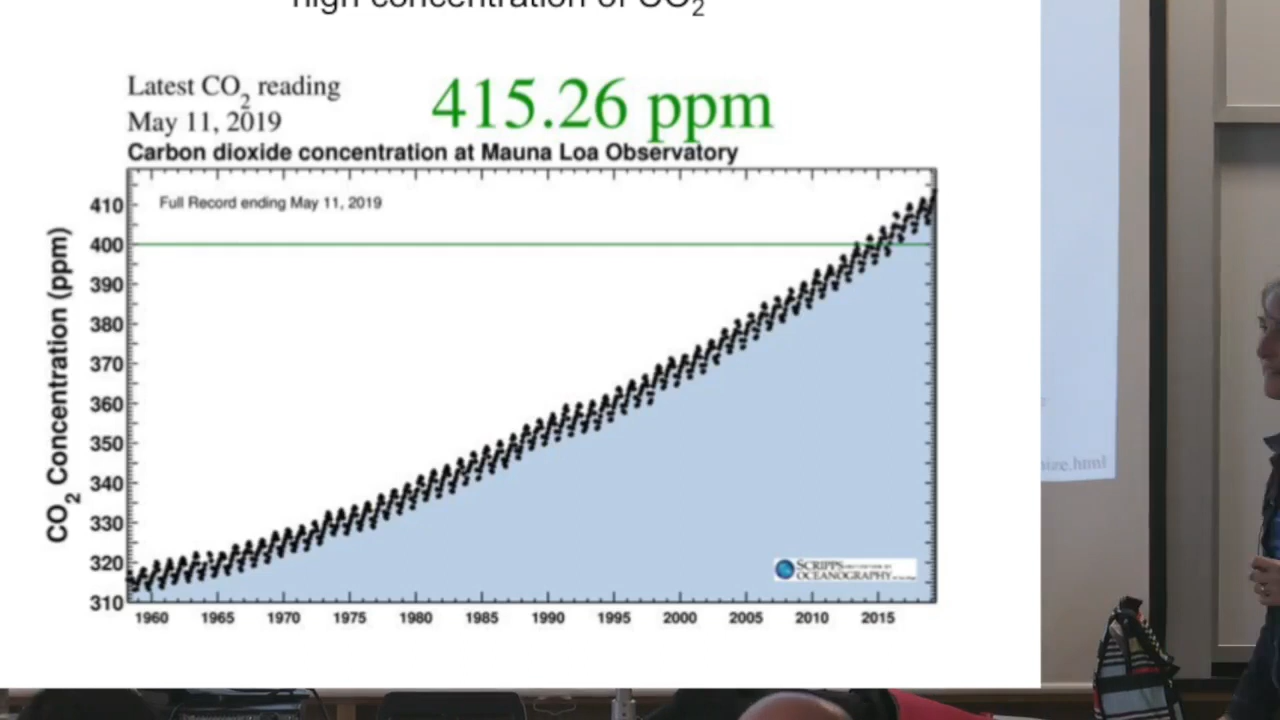 high concentration of CO2
Latest CO2 reading
May 11, 2019
415.26 ppm
Carbon dioxide concentration at Mauna Loa Observatory
Full Record ending May 11, 2019
CO2 Concentration (ppm)
410
400
390
380
370
360
350
340
330
320
310
1960 1965 1970 1975 1980 1985 1990 1995 2000 2005 2010 2015
SCRIPPS INSTITUTION OF
OCEANOGRAPHY
ize.html